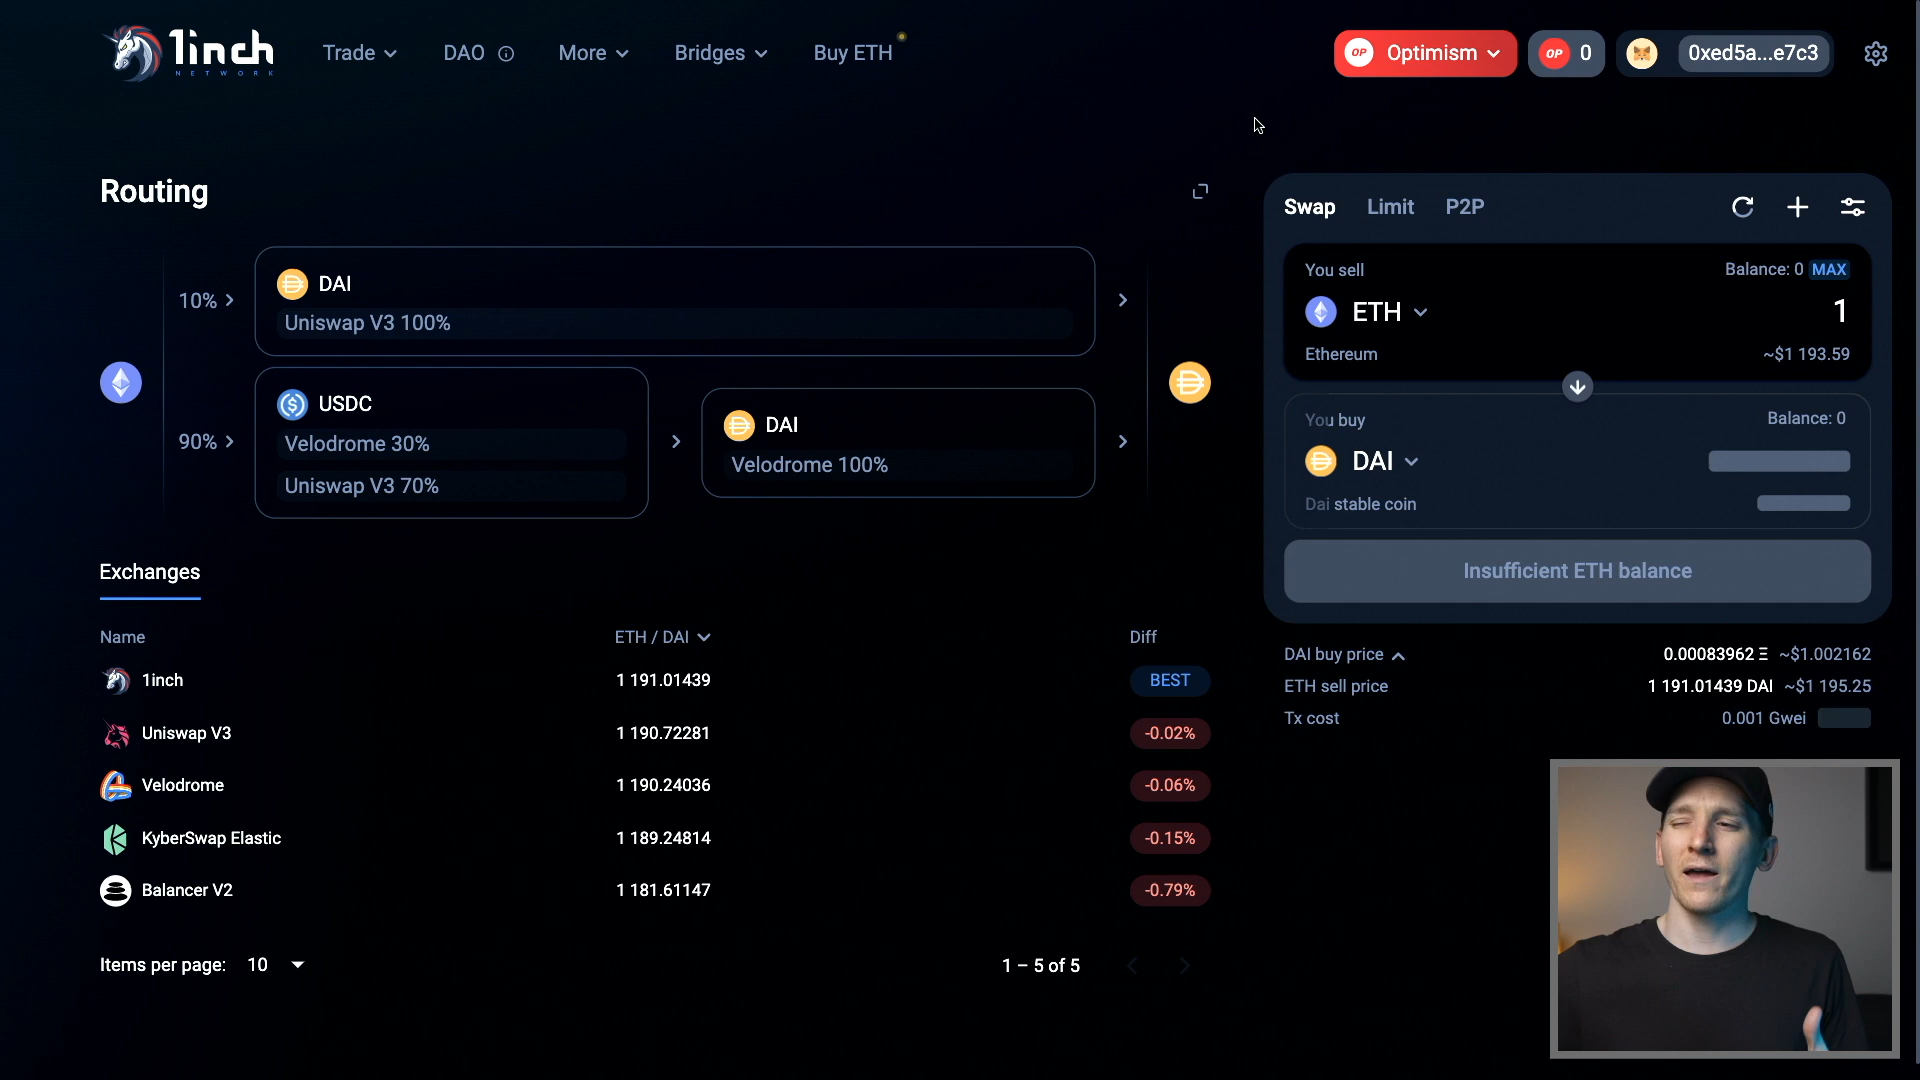 1inch
NETWORK
Trade
DAO
More
Bridges
Buy ETH
OP Optimism
OP 0
0xed5a...e7c3
Routing
10%
DAI
Uniswap V3 100%
90%
USDC
Velodrome 30%
Uniswap V3 70%
DAI
Velodrome 100%
Exchanges
Name ETH / DAI Diff
1inch 1 191.01439 BEST
Uniswap V3 1 190.72281 -0.02%
Velodrome 1 190.24036 -0.06%
KyberSwap Elastic 1 189.24814 -0.15%
Balancer V2 1 181.61147 -0.79%
Items per page: 10
1 – 5 of 5
Swap Limit P2P
You sell Balance: 0 MAX
ETH 1
Ethereum ~$1 193.59
You buy Balance: 0
DAI
Dai stable coin
Insufficient ETH balance
DAI buy price 0.00083962 Ξ ~$1.002162
ETH sell price 1 191.01439 DAI ~$1 195.25
Tx cost 0.001 Gwei